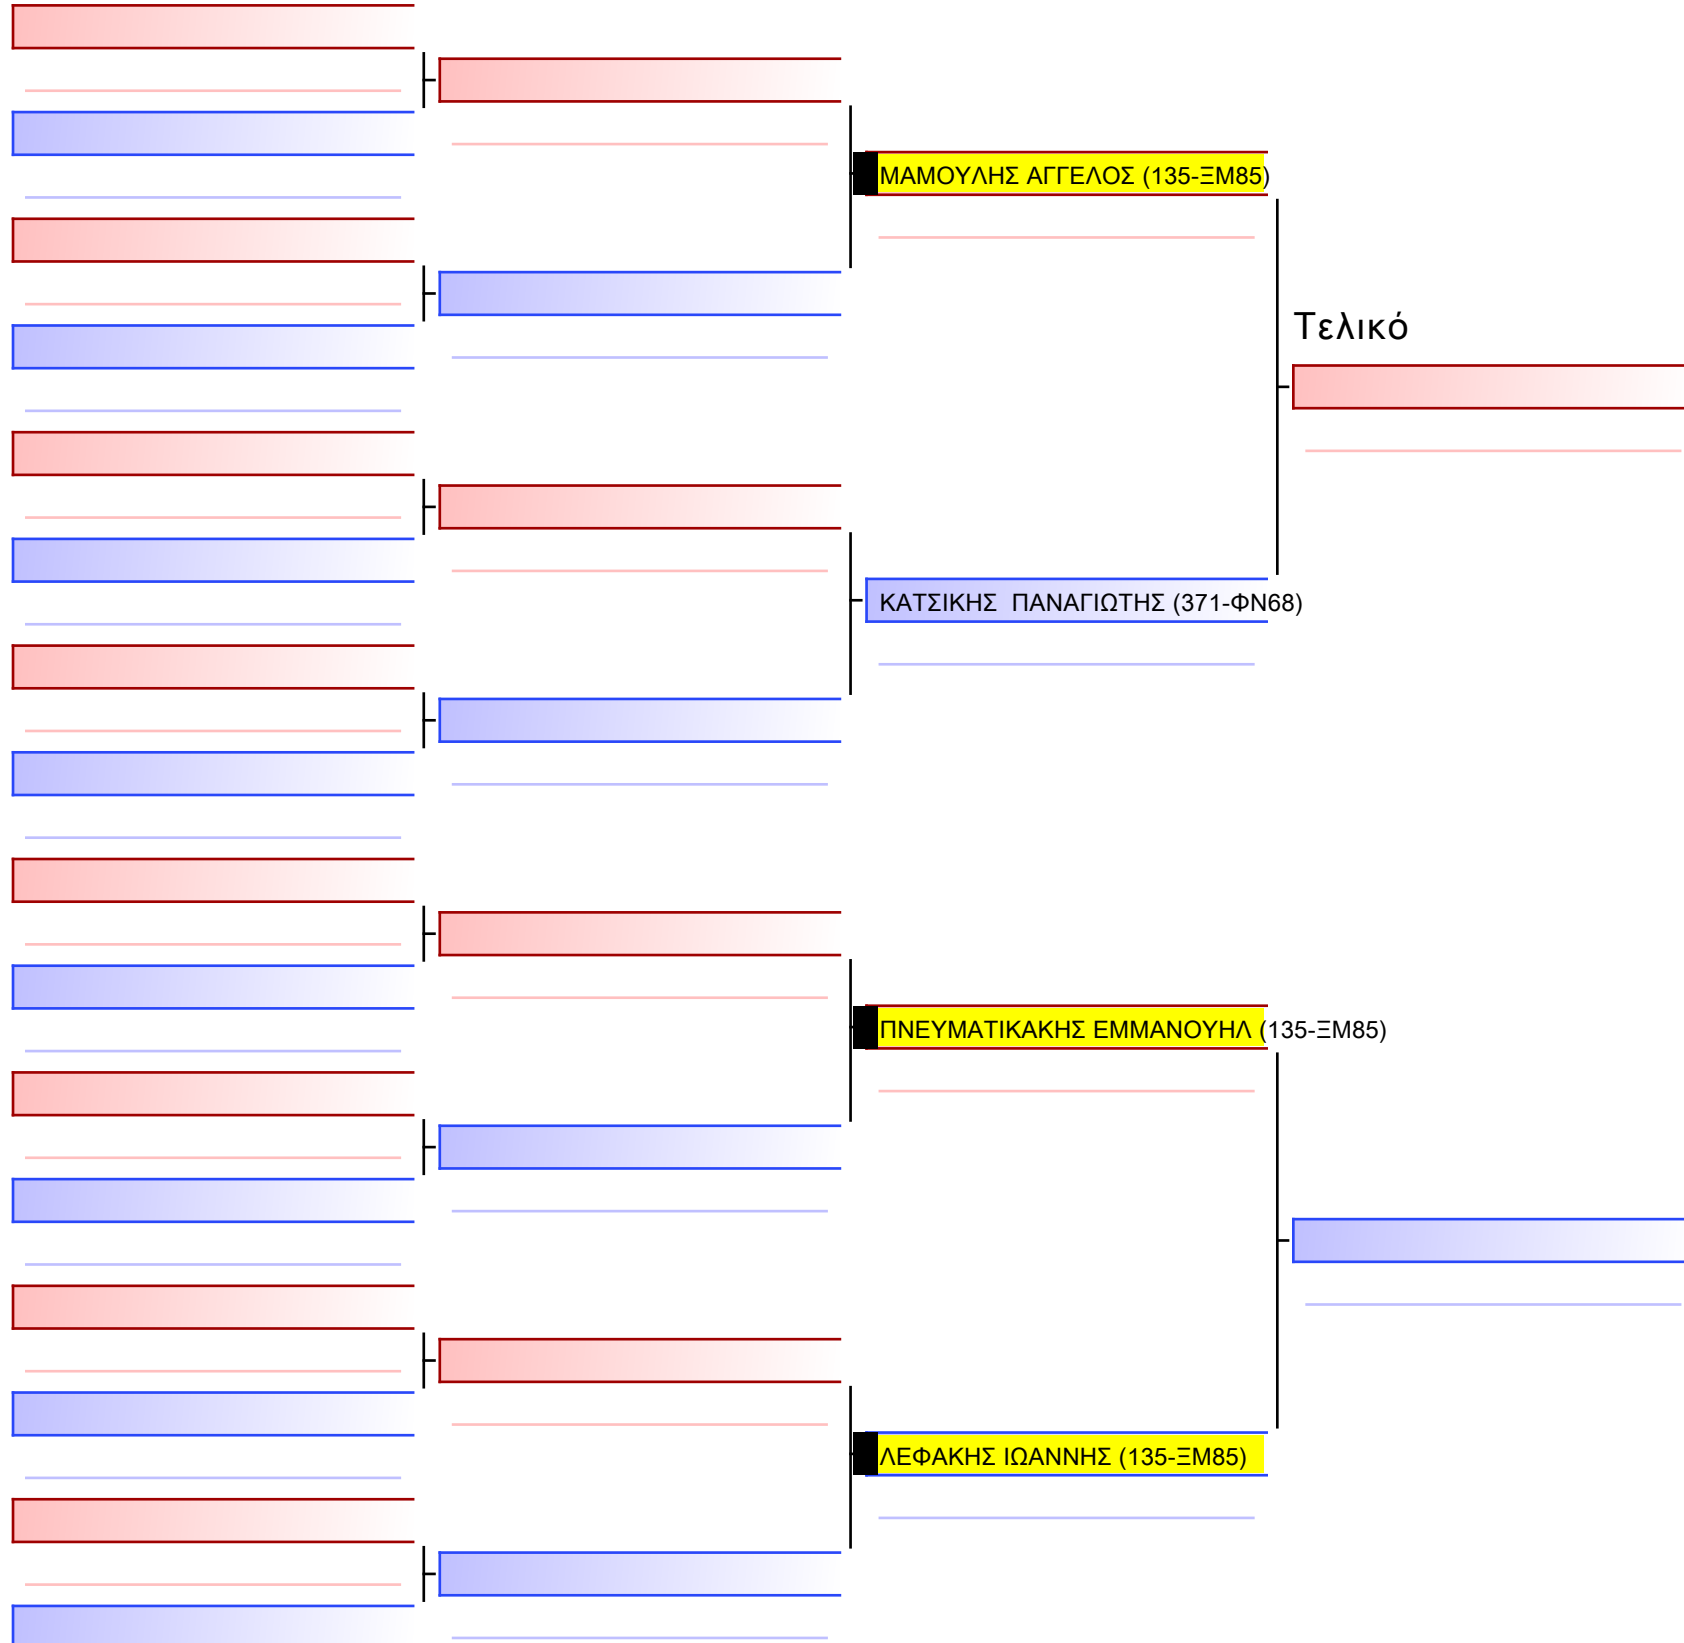 ΜΑΜΟΥΛΗΣ ΑΓΓΕΛΟΣ (135-ΞΜ85)
Τελικό
ΚΑΤΣΙΚΗΣ  ΠΑΝΑΓΙΩΤΗΣ (371-ΦΝ68)
ΠΝΕΥΜΑΤΙΚΑΚΗΣ ΕΜΜΑΝΟΥΗΛ (135-ΞΜ85)
ΛΕΦΑΚΗΣ ΙΩΑΝΝΗΣ (135-ΞΜ85)